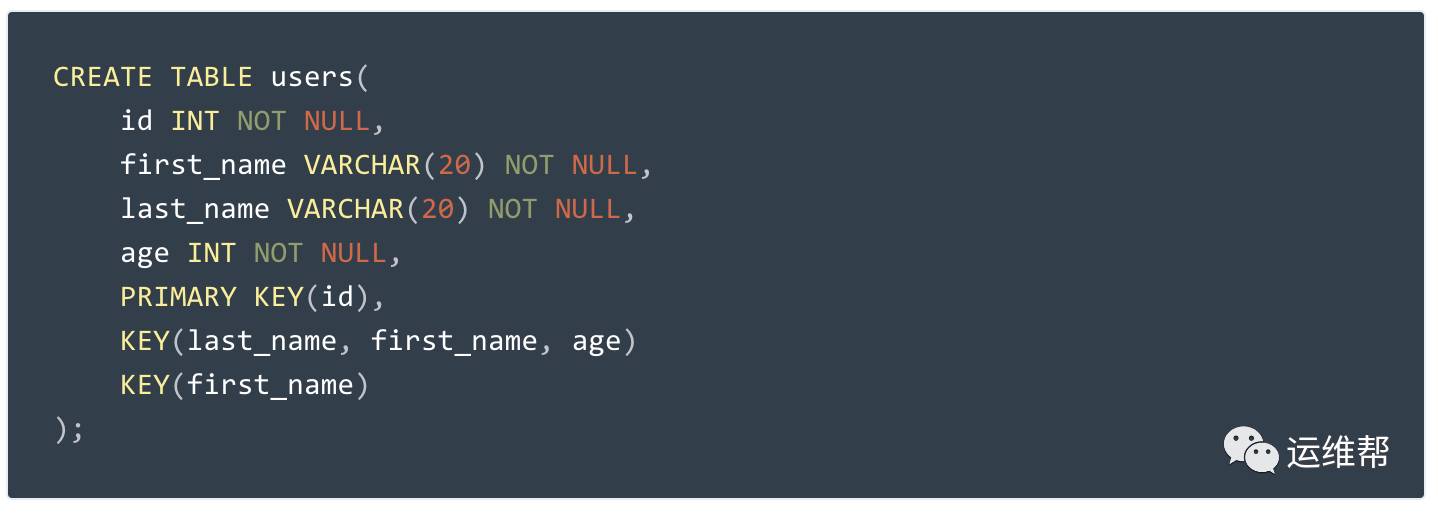 CREATE TABLE users(
    id INT NOT NULL,
    first_name VARCHAR(20) NOT NULL,
    last_name VARCHAR(20) NOT NULL,
    age INT NOT NULL,
    PRIMARY KEY(id),
    KEY(last_name, first_name, age)
    KEY(first_name)
);
运维帮